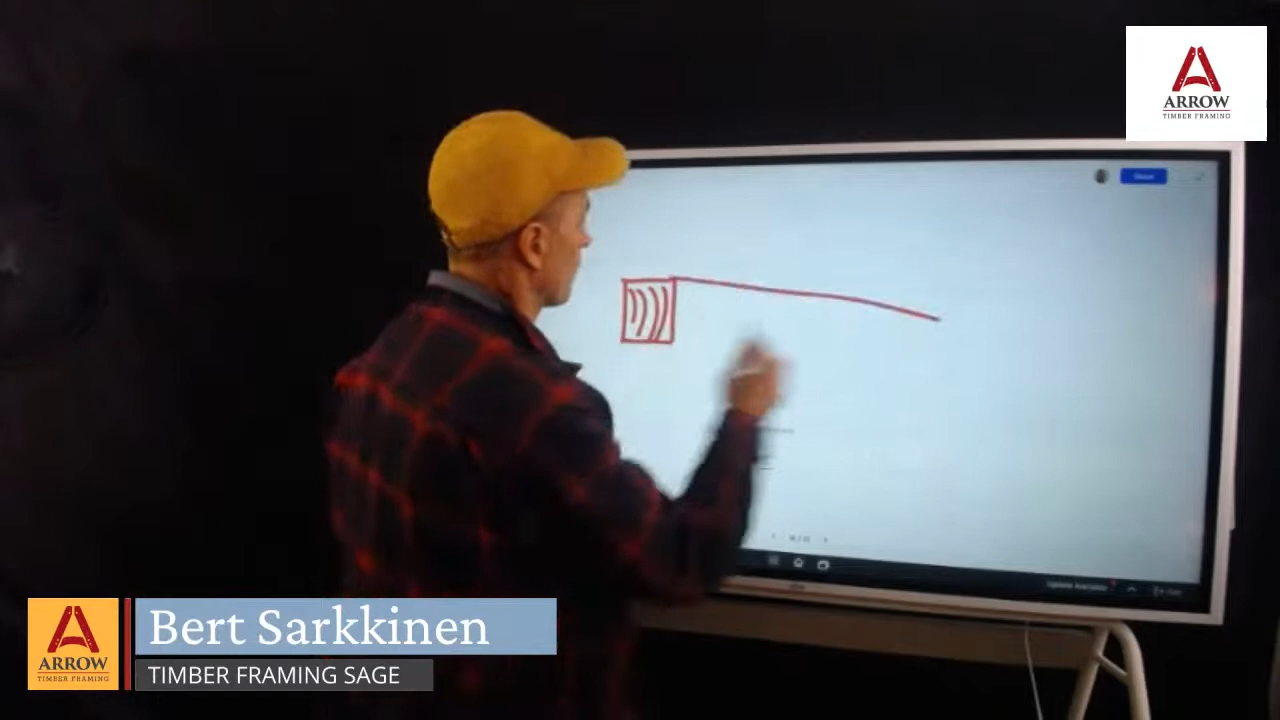 ARROW
TIMBER FRAMING
Bert Sarkkinen
ARROW
TIMBER FRAMING
TIMBER FRAMING SAGE